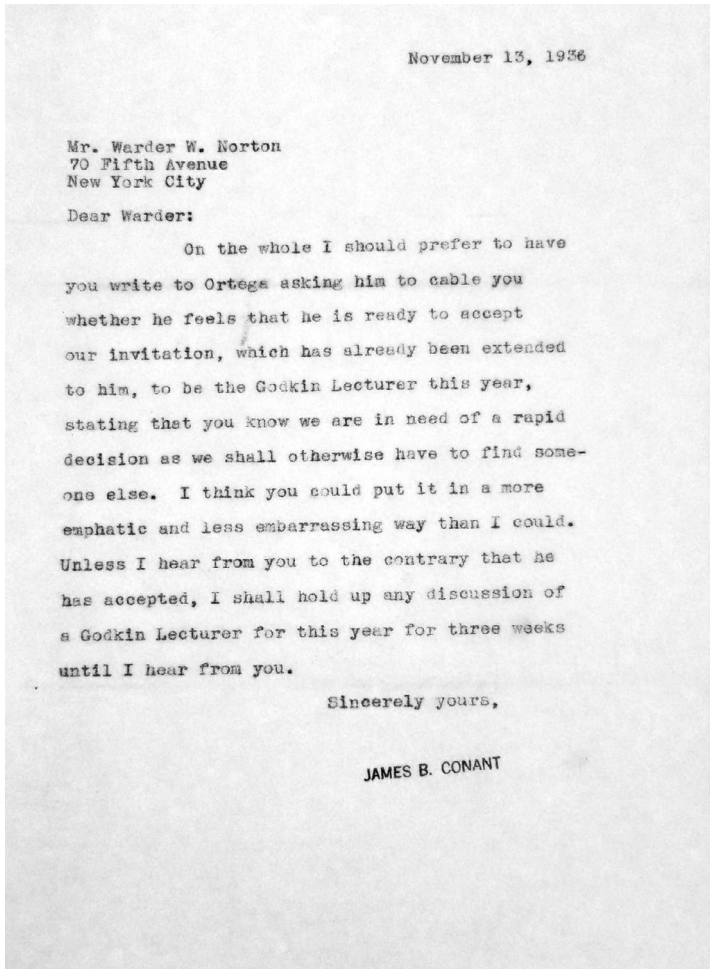 November 13, 1936
Mr. Warder W. Norton
70 Fifth Avenue
New York City
Dear Warder:
On the whole I should prefer to have
you write to Ortega asking him to cable you
whether he feels that he is ready to accept
our invitation, which has already been extended
to him, to be the Godkin Lecturer this year,
stating that you know we are in need of a rapid
decision as we shall otherwise have to find some-
one else. I think you could put it in a more
emphatic and less embarrassing way than I could.
Unless I hear from you to the contrary that he
has accepted, I shall hold up any discussion of
a Godkin Lecturer for this year for three weeks
until I hear from you.
Sincerely yours,
JAMES B. CONANT